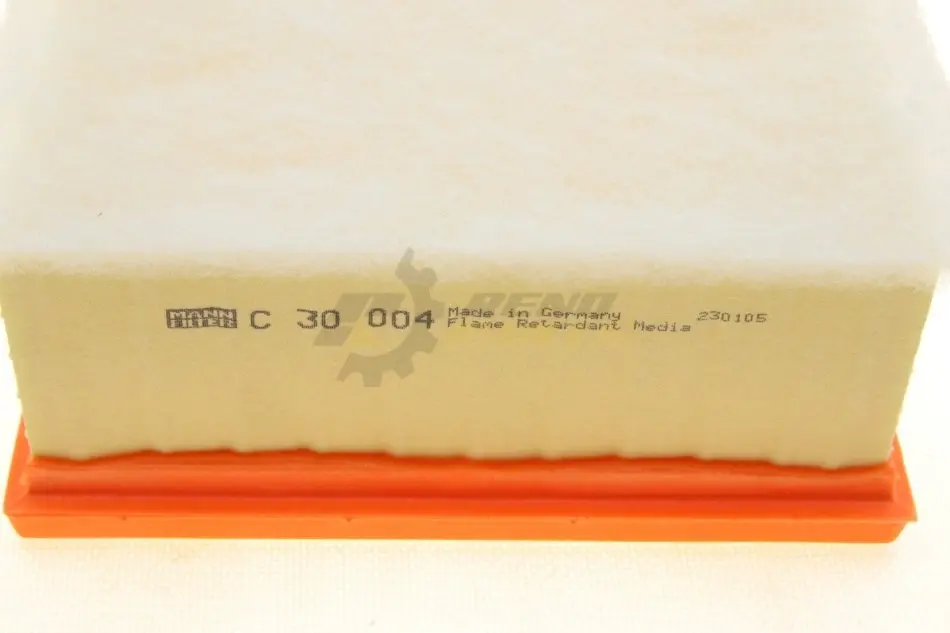 MANN
FILTER
C 30 004
Made in Germany
Flame Retardant Media
230105